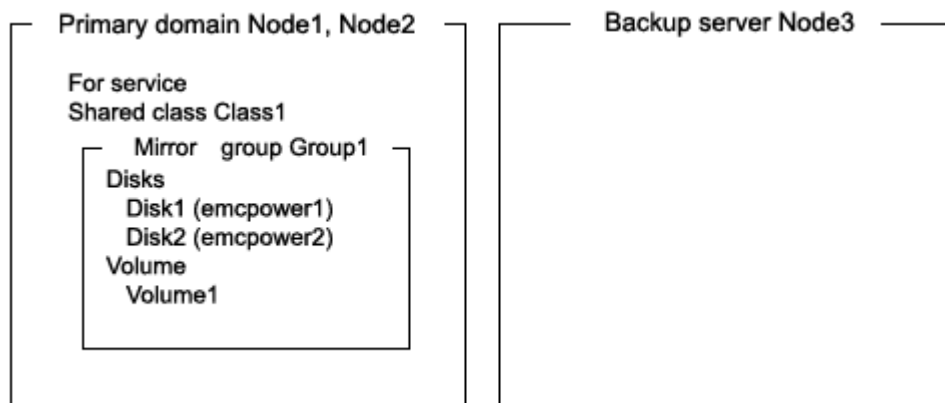 Primary domain Node1, Node2
For service
Shared class Class1
Mirror group Group1
Disks
Disk1 (emcpower1)
Disk2 (emcpower2)
Volume
Volume1
Backup server Node3